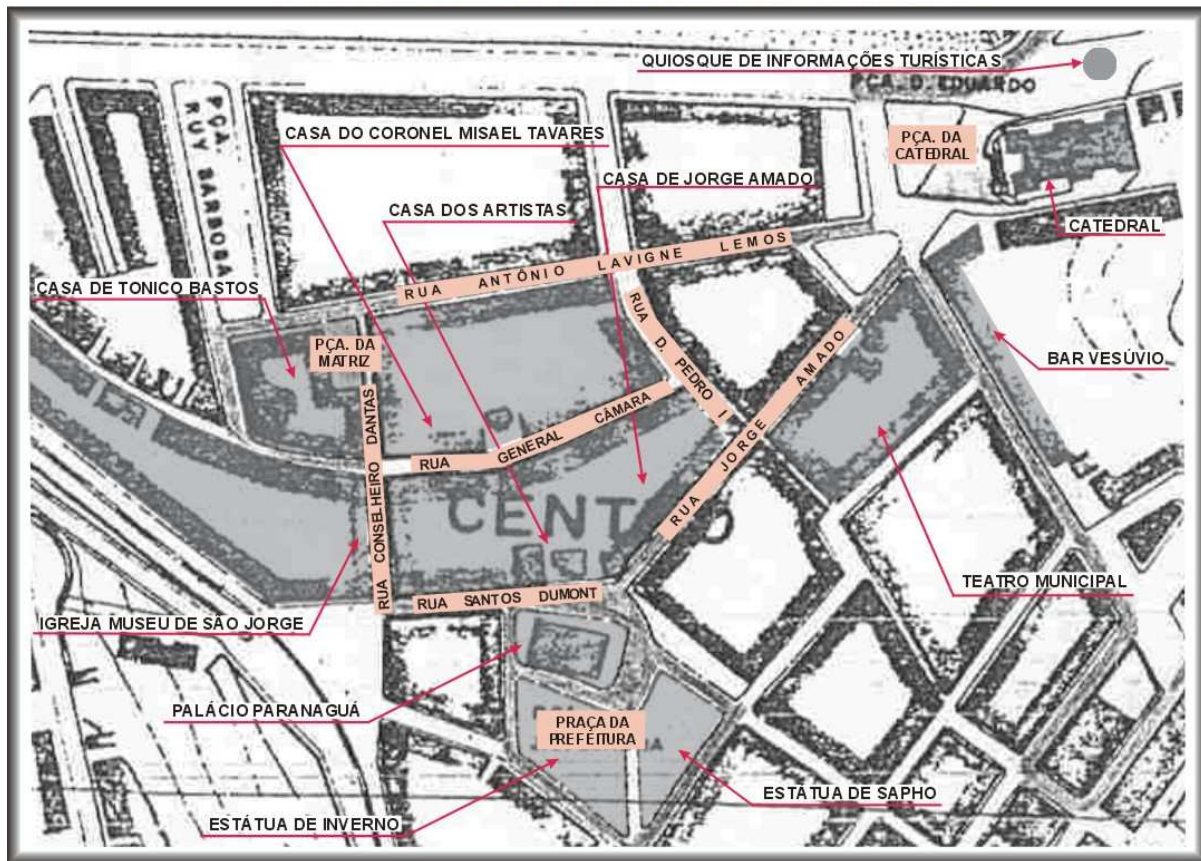 QUIOSQUE DE INFORMAÇÕES TURÍSTICAS
PÇA. D. EDUARDO
PÇA.
RUY BARBOSA
CASA DO CORONEL MISAEL TAVARES
PÇA. DA
CATEDRAL
CASA DE JORGE AMADO
CASA DOS ARTISTAS
CATEDRAL
RUA ANTÔNIO LAVIGNE LEMOS
CASA DE TONICO BASTOS
PÇA. DA
MATRIZ
RUA D. PEDRO I
RUA JORGE AMADO
BAR VESÚVIO
RUA CONSELHEIRO DANTAS
RUA GENERAL CÂMARA
CENT
TEATRO MUNICIPAL
RUA SANTOS DUMONT
IGREJA MUSEU DE SÃO JORGE
PALÁCIO PARANAGUÁ
PRAÇA DA
PREFEITURA
ESTÁTUA DE SAPHO
ESTÁTUA DE INVERNO